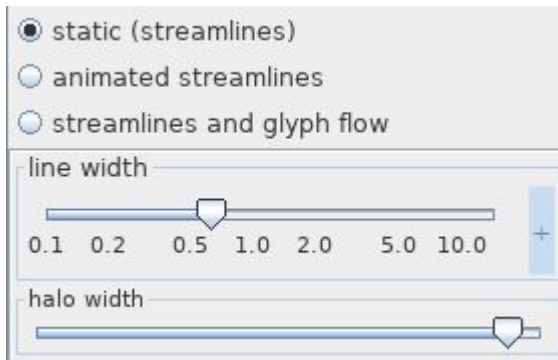 static (streamlines)
animated streamlines
streamlines and glyph flow
line width
0.1 0.2 0.5 1.0 2.0 5.0 10.0
+
halo width